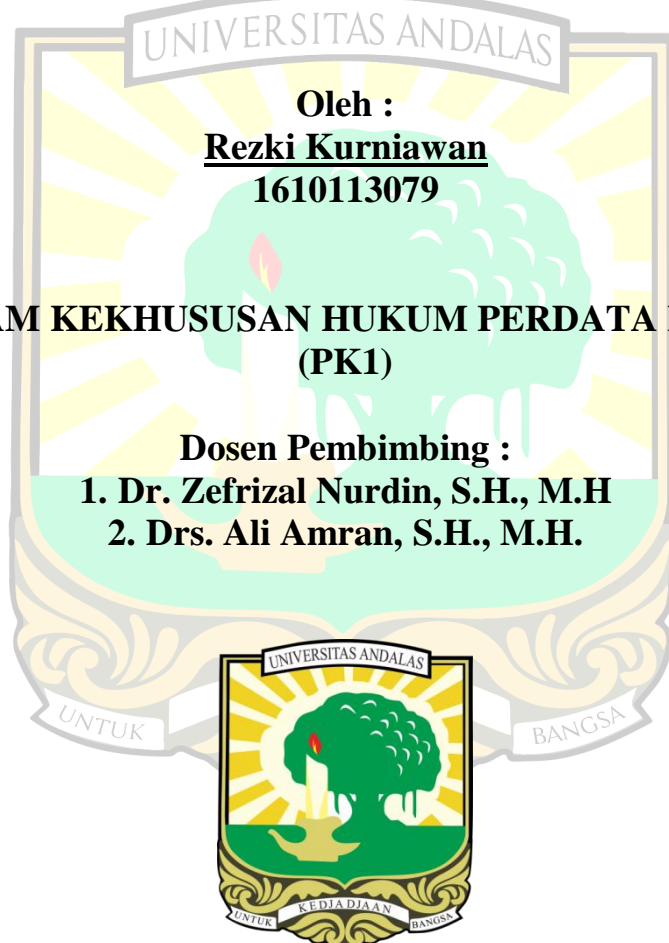 UNIVERSITAS ANDALAS
Oleh :
Rezki Kurniawan
1610113079
KEKHUSUSAN HUKUM PERDATA
(PK1)
Dosen Pembimbing :
1. Dr. Zefrizal Nurdin, S.H., M.H
2. Drs. Ali Amran, S.H., M.H.
UNTUK BANGSA
UNIVERSITAS ANDALAS
UNTUK KEDJADJAAN BANGSA